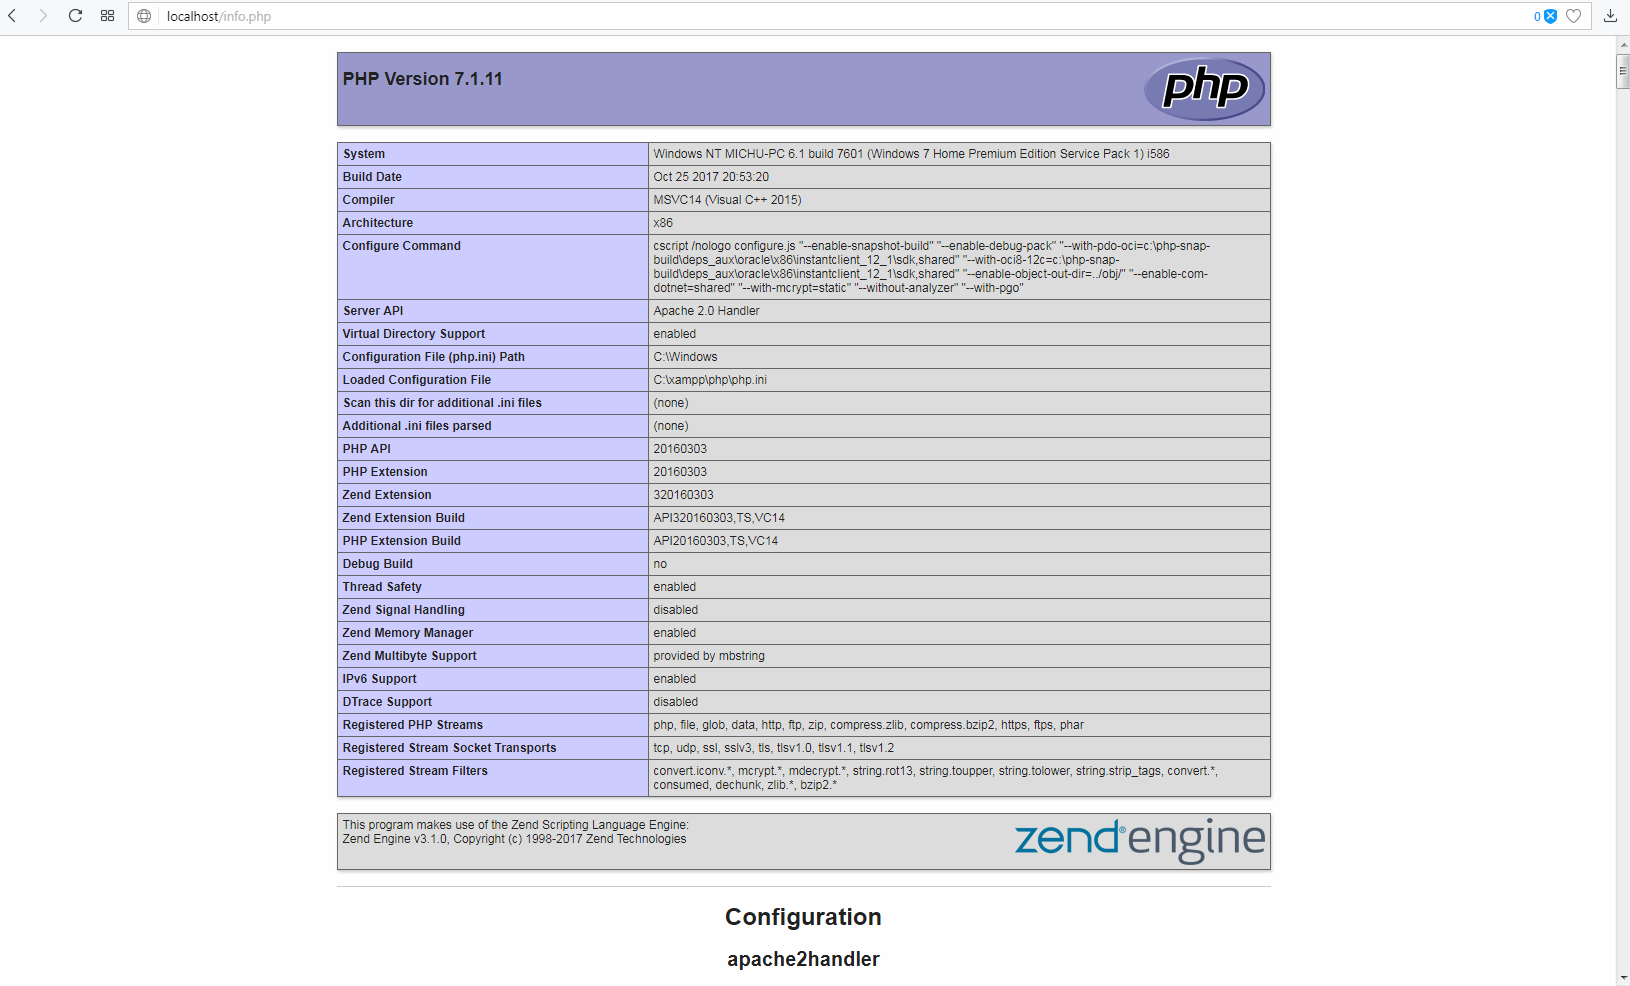 localhost/info.php
0
PHP Version 7.1.11
php
System Windows NT MICHU-PC 6.1 build 7601 (Windows 7 Home Premium Edition Service Pack 1) i586
Build Date Oct 25 2017 20:53:20
Compiler MSVC14 (Visual C++ 2015)
Architecture x86
Configure Command cscript /nologo configure.js "--enable-snapshot-build" "--enable-debug-pack" "--with-pdo-oci=c:\php-snap-
build\deps_aux\oracle\x86\instantclient_12_1\sdk,shared" "--with-oci8-12c=c:\php-snap-
build\deps_aux\oracle\x86\instantclient_12_1\sdk,shared" "--enable-object-out-dir=../obj/" "--enable-com-
dotnet=shared" "--with-mcrypt=static" "--without-analyzer" "--with-pgo"
Server API Apache 2.0 Handler
Virtual Directory Support enabled
Configuration File (php.ini) Path C:\Windows
Loaded Configuration File C:\xampp\php\php.ini
Scan this dir for additional .ini files (none)
Additional .ini files parsed (none)
PHP API 20160303
PHP Extension 20160303
Zend Extension 320160303
Zend Extension Build API320160303,TS,VC14
PHP Extension Build API20160303,TS,VC14
Debug Build no
Thread Safety enabled
Zend Signal Handling disabled
Zend Memory Manager enabled
Zend Multibyte Support provided by mbstring
IPv6 Support enabled
DTrace Support disabled
Registered PHP Streams php, file, glob, data, http, ftp, zip, compress.zlib, compress.bzip2, https, ftps, phar
Registered Stream Socket Transports tcp, udp, ssl, sslv3, tls, tlsv1.0, tlsv1.1, tlsv1.2
Registered Stream Filters convert.iconv.*, mcrypt.*, mdecrypt.*, string.rot13, string.toupper, string.tolower, string.strip_tags, convert.*,
consumed, dechunk, zlib.*, bzip2.*
This program makes use of the Zend Scripting Language Engine:
Zend Engine v3.1.0, Copyright (c) 1998-2017 Zend Technologies
zend® engine
Configuration
apache2handler